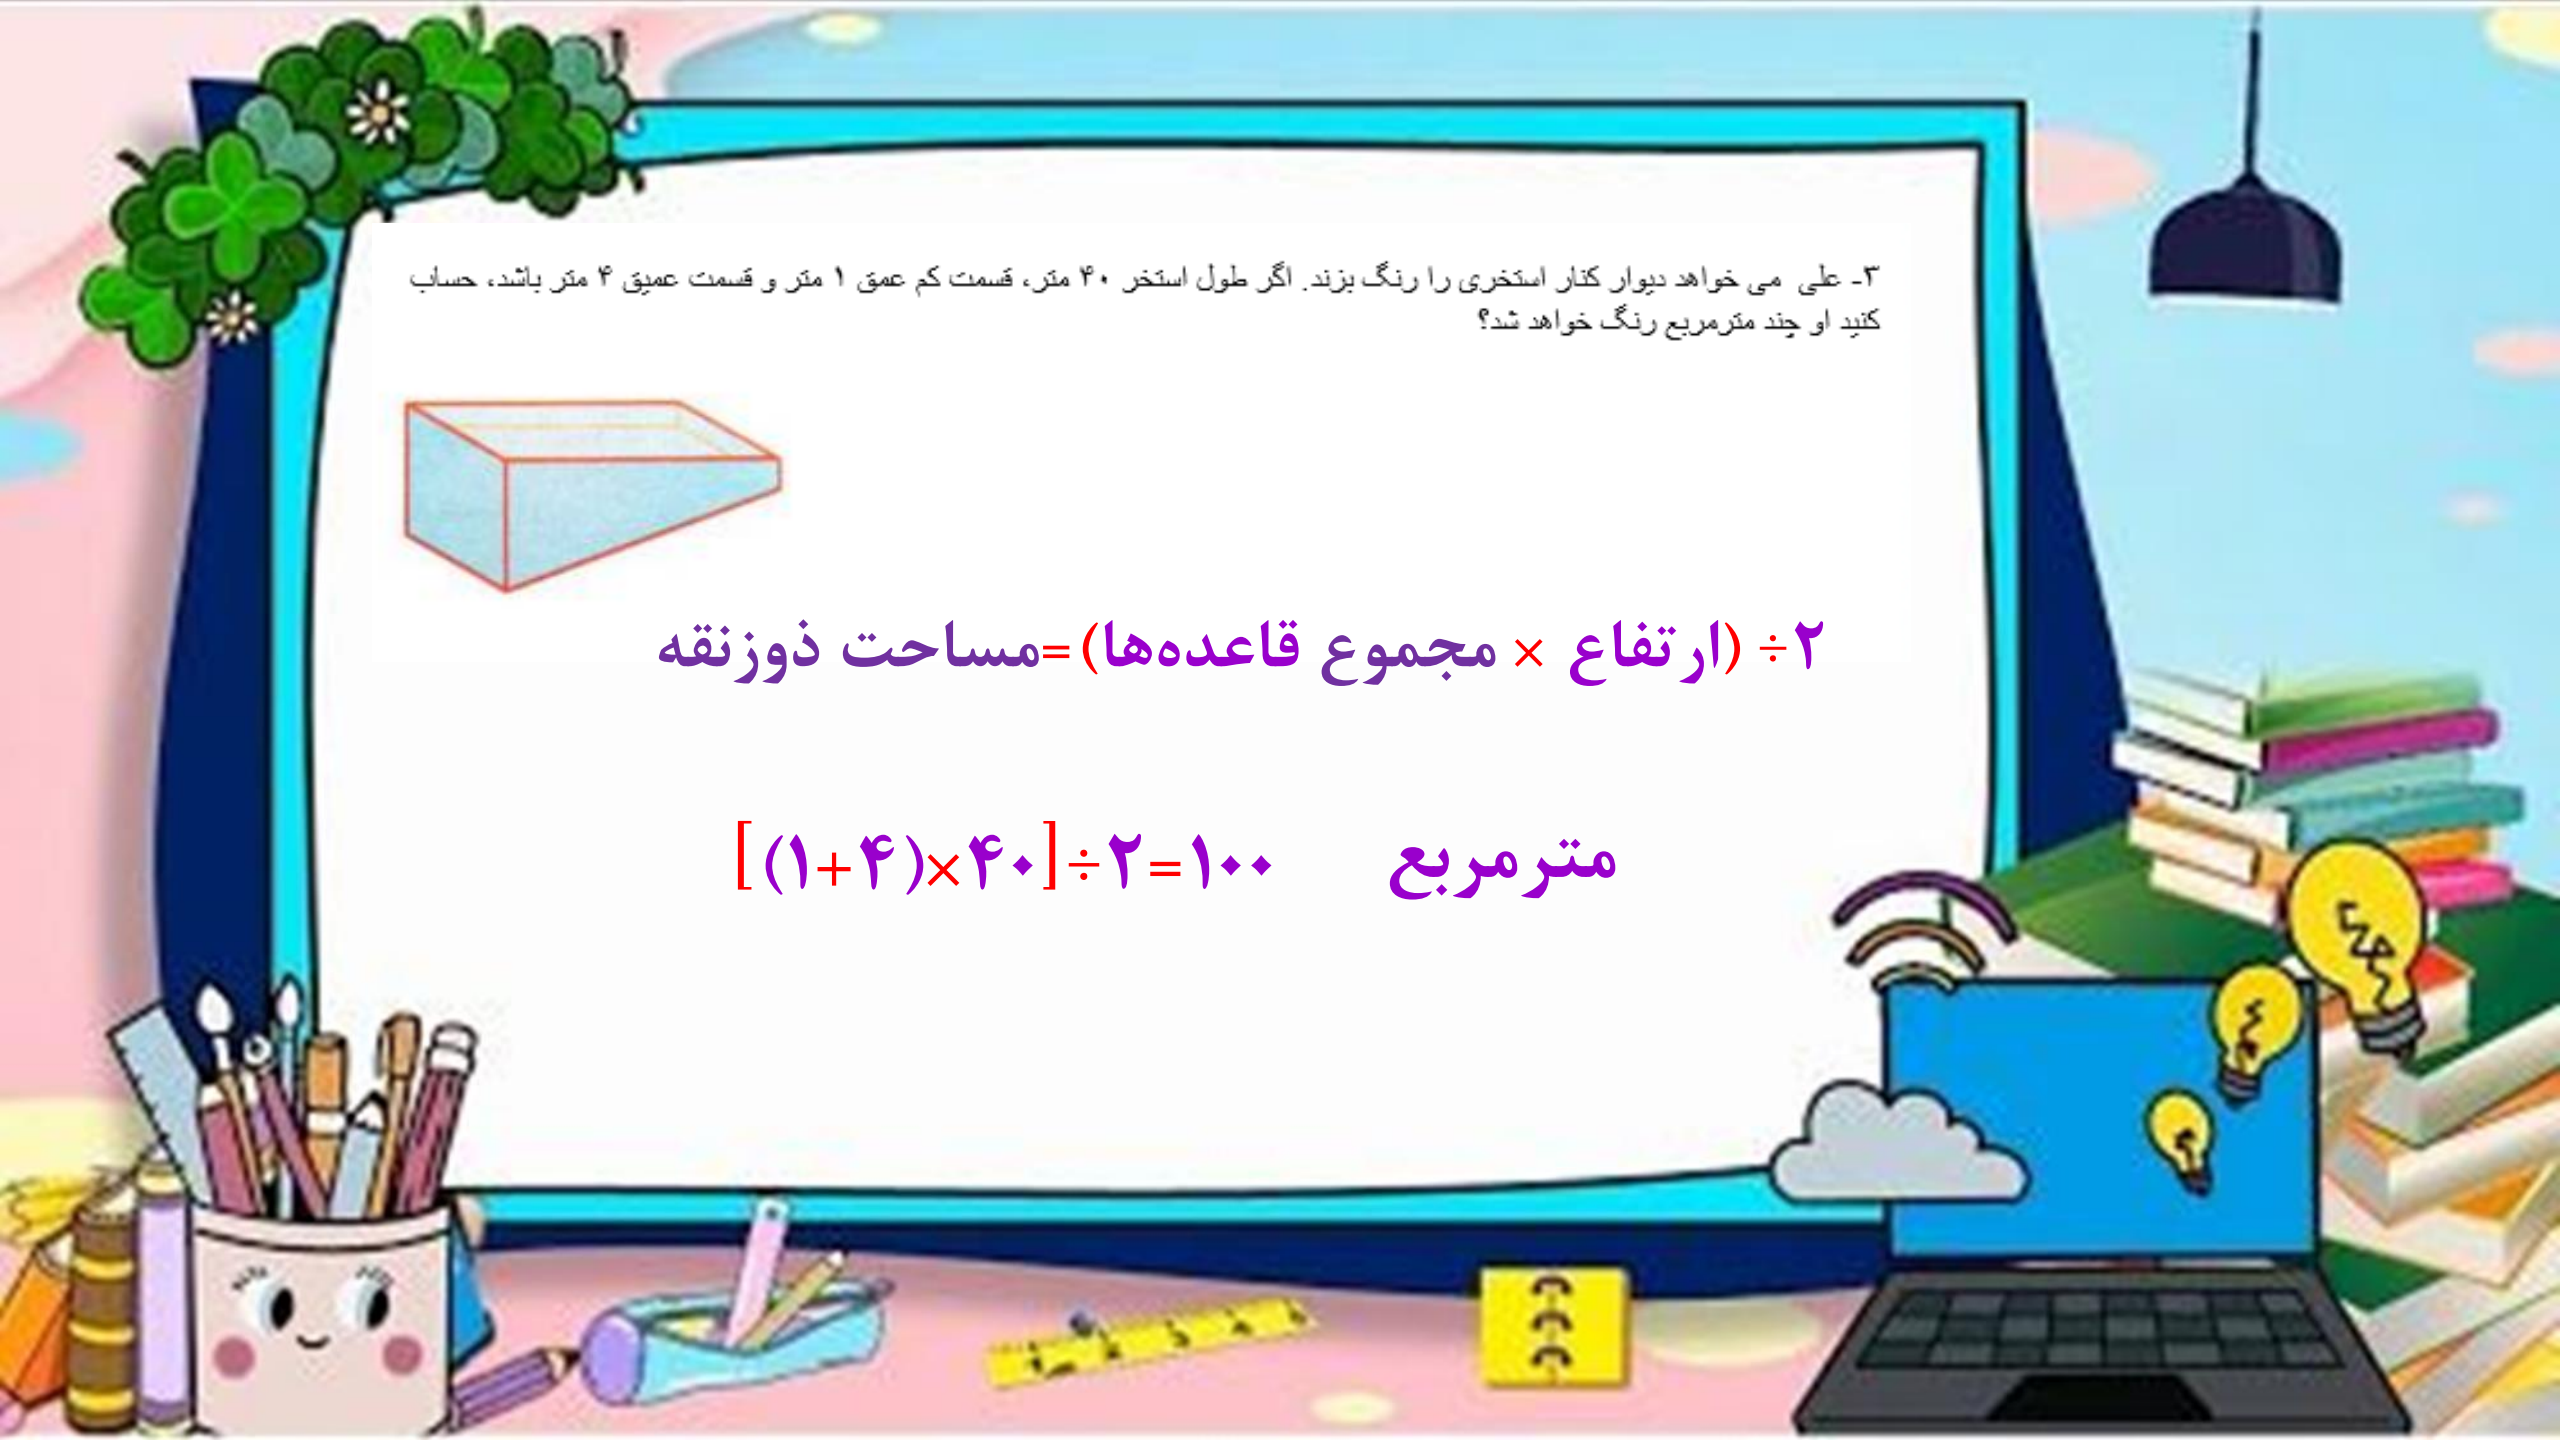 ۳- علی می خواهد دیوار کنار استخری را رنگ بزند. اگر طول استخر ۴۰ متر، قسمت کم عمق ۱ متر و قسمت عمیق ۴ متر باشد، حساب
کنید او چند مترمربع رنگ خواهد شد؟
مساحت ذوزنقه=(مجموع قاعده‌ها × ارتفاع) ÷۲
[(۱+۴)×۴۰]÷۲=۱۰۰ مترمربع